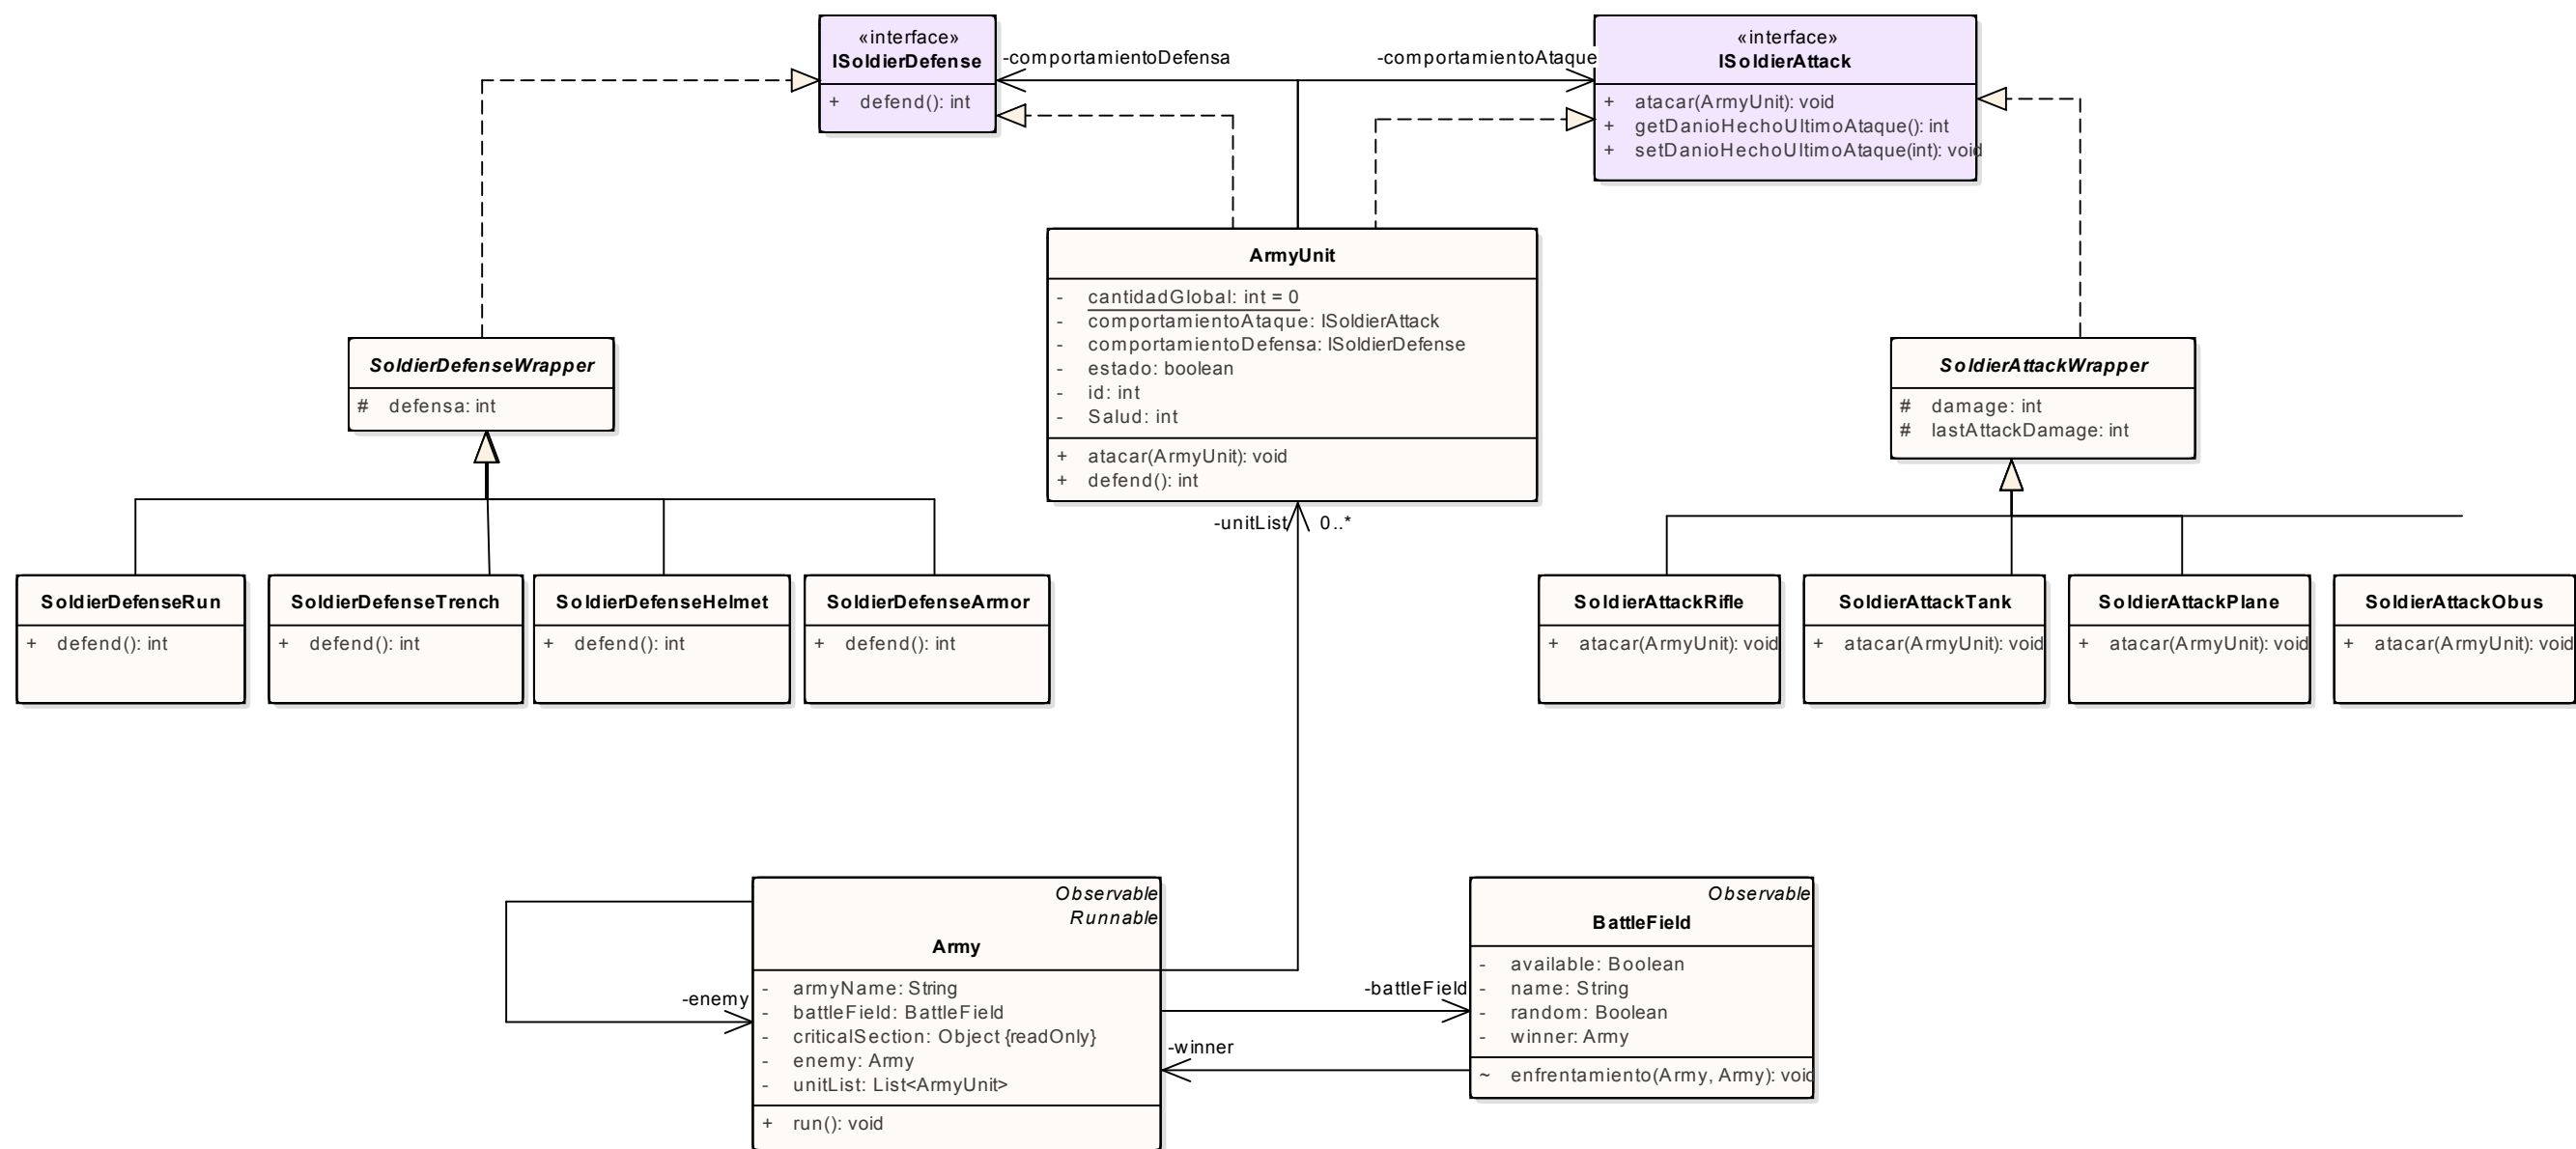 «interface»
ISoldierDefense
+ defend(): int
-comportamientoDefensa
-comportamientoAtaque
«interface»
ISoldierAttack
+ atacar(ArmyUnit): void
+ getDanioHechoUltimoAtaque(): int
+ setDanioHechoUltimoAtaque(int): void
ArmyUnit
- cantidadGlobal: int = 0
- comportamientoAtaque: ISoldierAttack
- comportamientoDefensa: ISoldierDefense
- estado: boolean
- id: int
- Salud: int
+ atacar(ArmyUnit): void
+ defend(): int
SoldierDefenseWrapper
# defensa: int
SoldierAttackWrapper
# damage: int
# lastAttackDamage: int
-unitList 0..*
SoldierDefenseRun
+ defend(): int
SoldierDefenseTrench
+ defend(): int
SoldierDefenseHelmet
+ defend(): int
SoldierDefenseArmor
+ defend(): int
SoldierAttackRifle
+ atacar(ArmyUnit): void
SoldierAttackTank
+ atacar(ArmyUnit): void
SoldierAttackPlane
+ atacar(ArmyUnit): void
SoldierAttackObus
+ atacar(ArmyUnit): void
Observable
Runnable
Army
- armyName: String
- battleField: BattleField
- criticalSection: Object {readOnly}
- enemy: Army
- unitList: List<ArmyUnit>
+ run(): void
-enemy
-battleField
-winner
Observable
BattleField
- available: Boolean
- name: String
- random: Boolean
- winner: Army
~ enfrentamiento(Army, Army): void